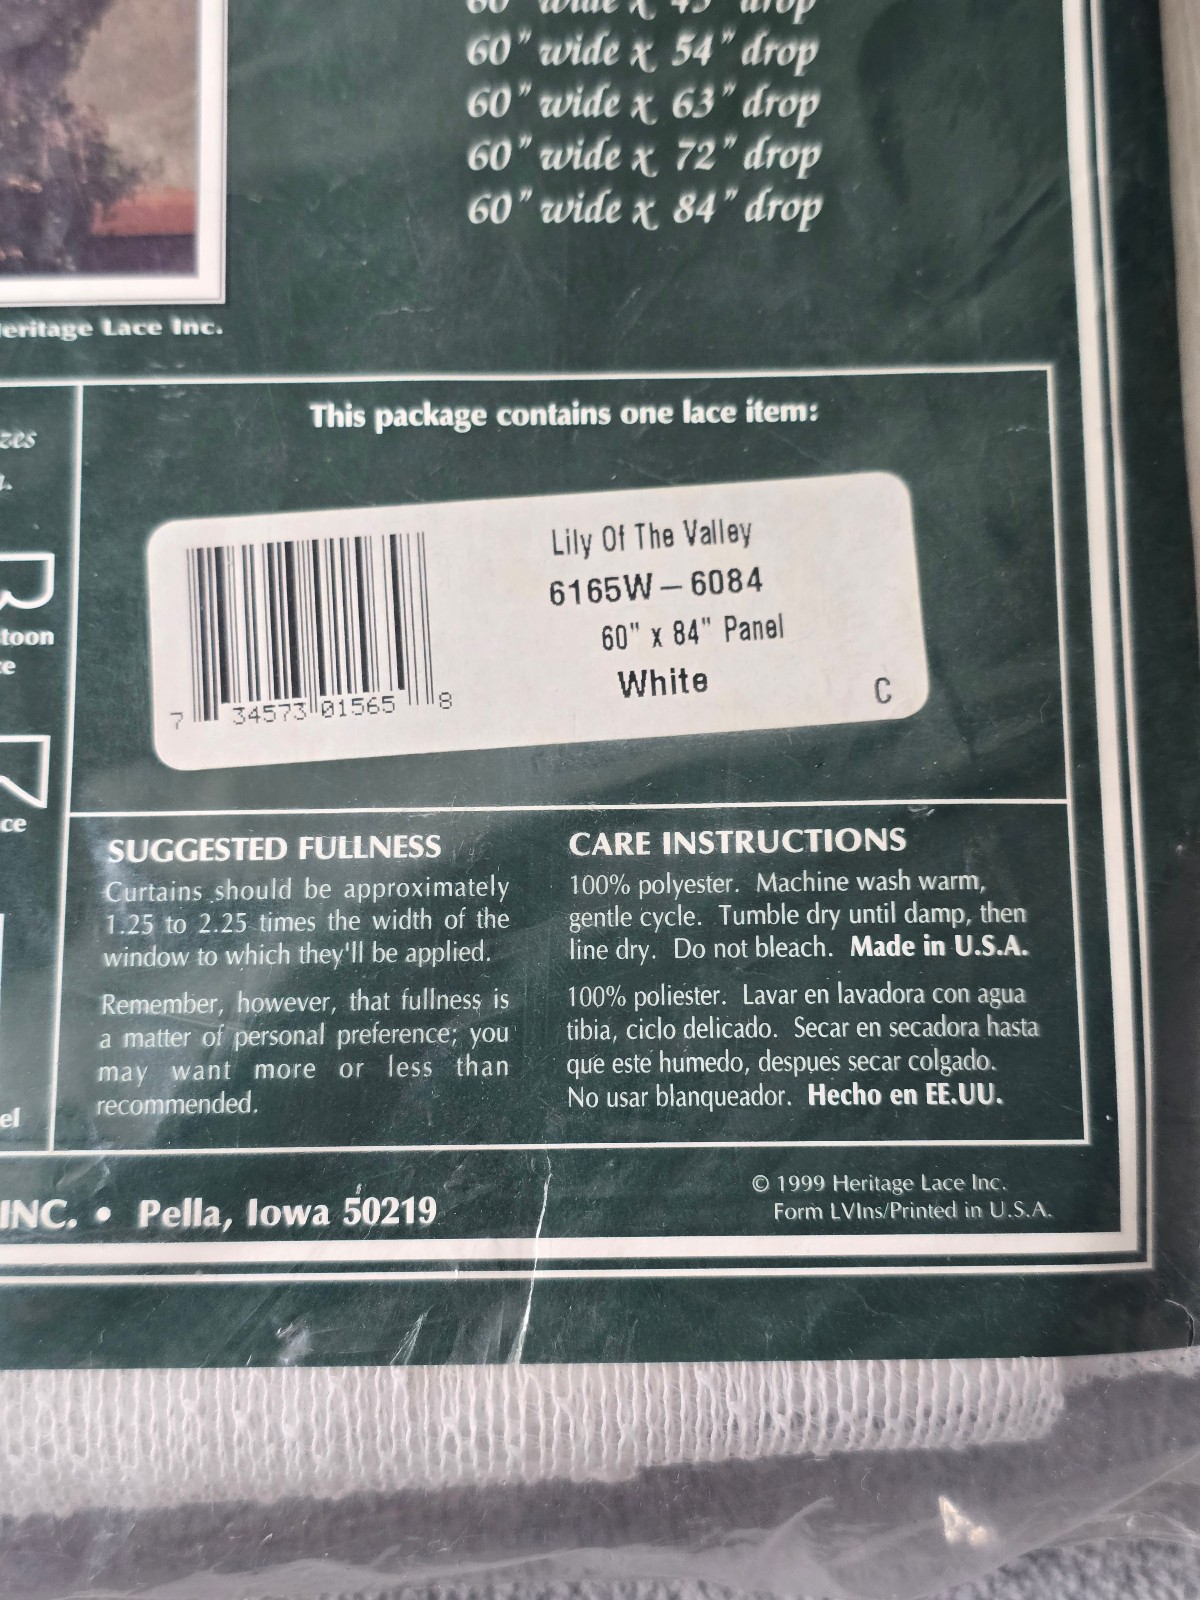 60" wide x 45" drop
60" wide x 54" drop
60" wide x 63" drop
60" wide x 72" drop
60" wide x 84" drop
Heritage Lace Inc.
This package contains one lace item:
Lily Of The Valley
6165W-6084
60" x 84" Panel
White
C
7 34573 01565 8
SUGGESTED FULLNESS
Curtains should be approximately
1.25 to 2.25 times the width of the
window to which they'll be applied.
Remember, however, that fullness is
a matter of personal preference; you
may want more or less than
recommended.
CARE INSTRUCTIONS
100% polyester. Machine wash warm,
gentle cycle. Tumble dry until damp, then
line dry. Do not bleach. Made in U.S.A.
100% poliester. Lavar en lavadora con agua
tibia, ciclo delicado. Secar en secadora hasta
que este humedo, despues secar colgado.
No usar blanqueador. Hecho en EE.UU.
INC. • Pella, Iowa 50219
© 1999 Heritage Lace Inc.
Form LVIns/Printed in U.S.A.